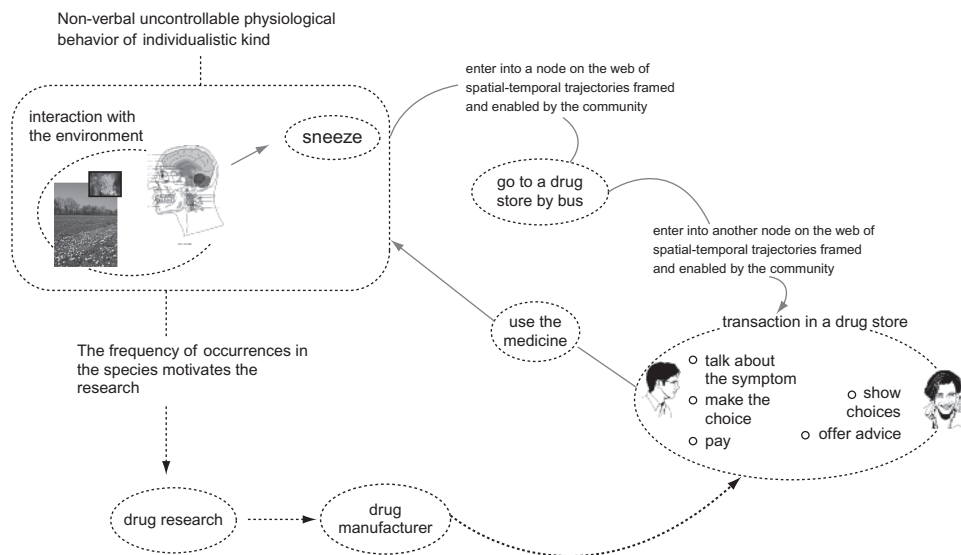 Non-verbal uncontrollable physiological
behavior of individualistic kind
interaction with
the environment
sneeze
enter into a node on the web of
spatial-temporal trajectories framed
and enabled by the community
go to a drug
store by bus
enter into another node on the web of
spatial-temporal trajectories framed
and enabled by the community
transaction in a drug store
talk about
the symptom
make the
choice
pay
show
choices
offer advice
use the
medicine
The frequency of occurrences in
the species motivates the
research
drug research
drug
manufacturer